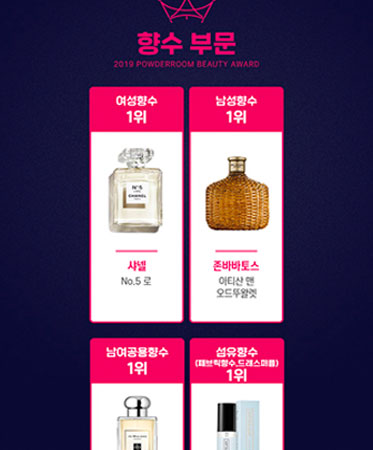 향수 부문
2019 POWDERROOM BEAUTY AWARD
여성향수
1위
남성향수
1위
N°5
CHANEL
샤넬
No.5 로
존바바토스
아티산 맨
오드뚜왈렛
남여공용향수
1위
섬유향수
(패브릭향수,드레스퍼퓸)
1위